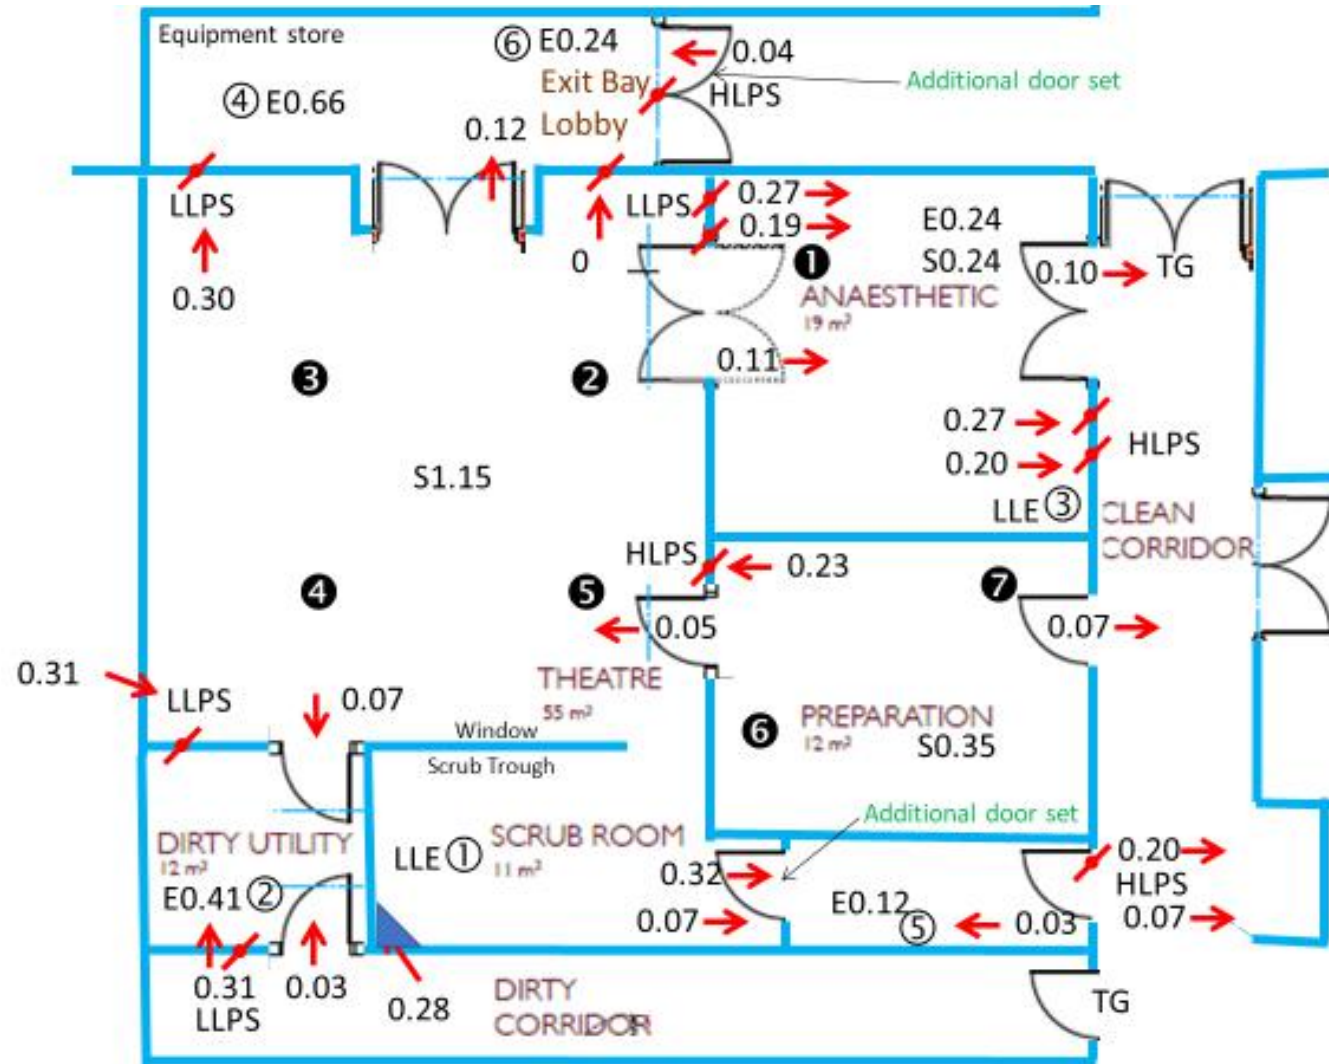 Equipment store
⑥ E0.24
0.04
Exit Bay
HLPS
Additional door set
④ E0.66
0.12
Lobby
LLPS
LLPS
0.27
0.19
E0.24
0
❶
S0.24
0.10
TG
0.30
ANAESTHETIC
19 m²
❸
❷
0.11
0.27
HLPS
0.20
S1.15
LLE ③
CLEAN
CORRIDOR
HLPS
0.23
❹
❺
❼
0.05
0.07
0.31
LLPS
0.07
THEATRE
55 m²
❻
PREPARATION
12 m²
S0.35
Window
Scrub Trough
Additional door set
DIRTY UTILITY
12 m²
LLE ①
SCRUB ROOM
11 m²
0.32
0.20
HLPS
E0.41 ②
0.07
E0.12
⑤
0.03
0.07
0.31
LLPS
0.03
0.28
DIRTY
CORRIDOR
TG